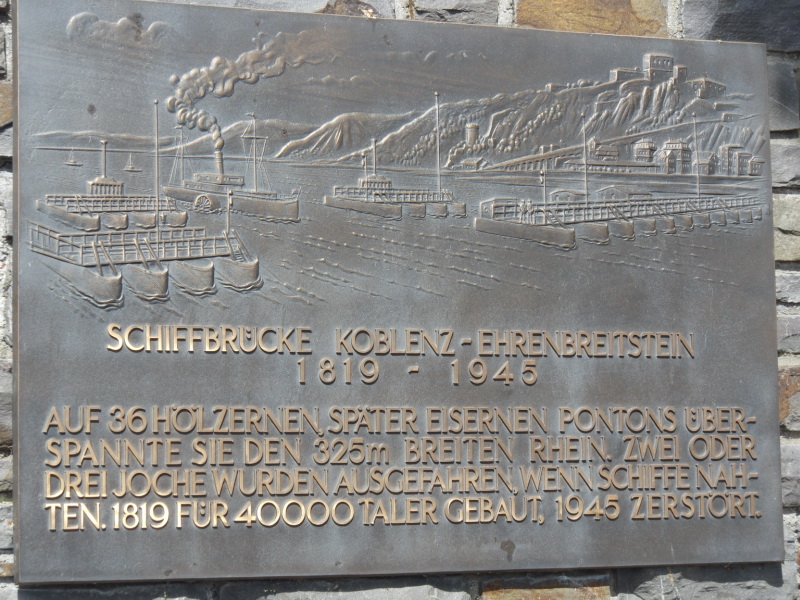 SCHIFFBRÜCKE KOBLENZ - EHRENBREITSTEIN
1819 - 1945
AUF 36 HÖLZERNEN, SPÄTER EISERNEN PONTONS ÜBER-
SPANNTE SIE DEN 325m BREITEN RHEIN. ZWEI ODER
DREI JOCHE WURDEN AUSGEFAHREN, WENN SCHIFFE NAH-
TEN. 1819 FÜR 40000 TALER GEBAUT, 1945 ZERSTÖRT.